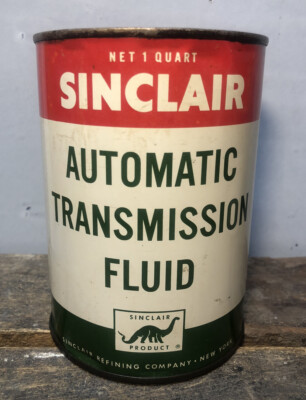 NET 1 QUART
SINCLAIR
AUTOMATIC
TRANSMISSION
FLUID
SINCLAIR
PRODUCT ®
SINCLAIR REFINING COMPANY • NEW YORK